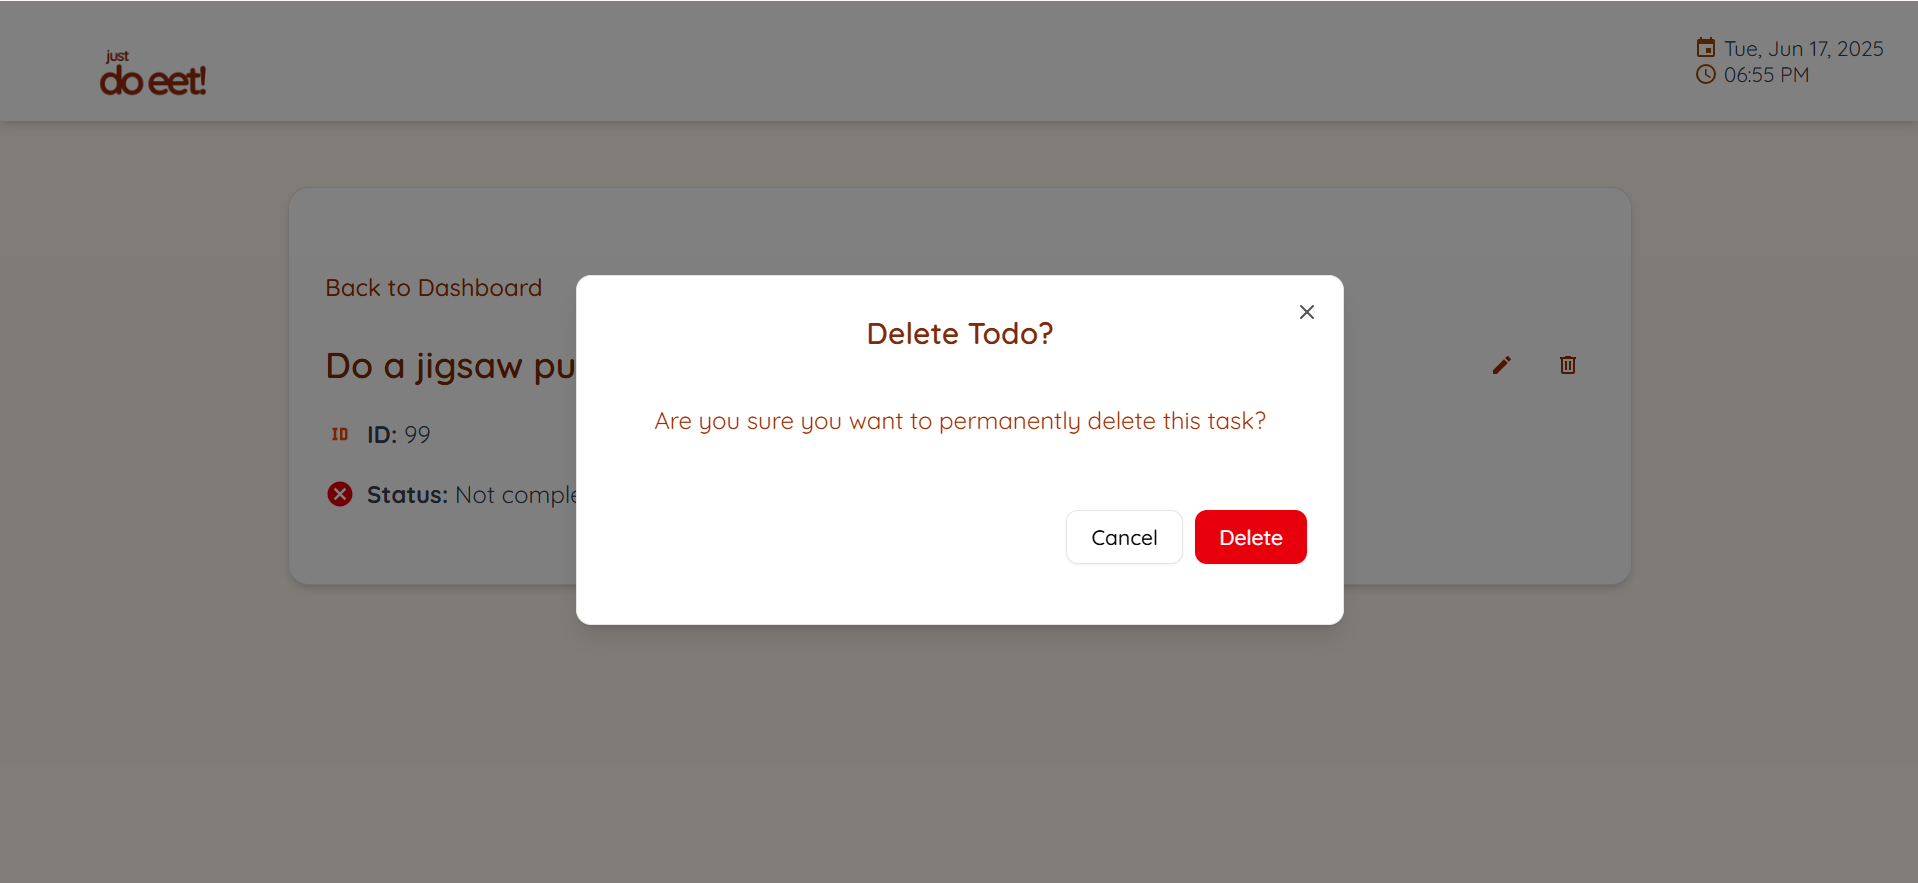 just
do eet!
Tue, Jun 17, 2025
06:55 PM
Back to Dashboard
Do a jigsaw pu
ID ID: 99
Status: Not comple
Delete Todo?
Are you sure you want to permanently delete this task?
Cancel Delete